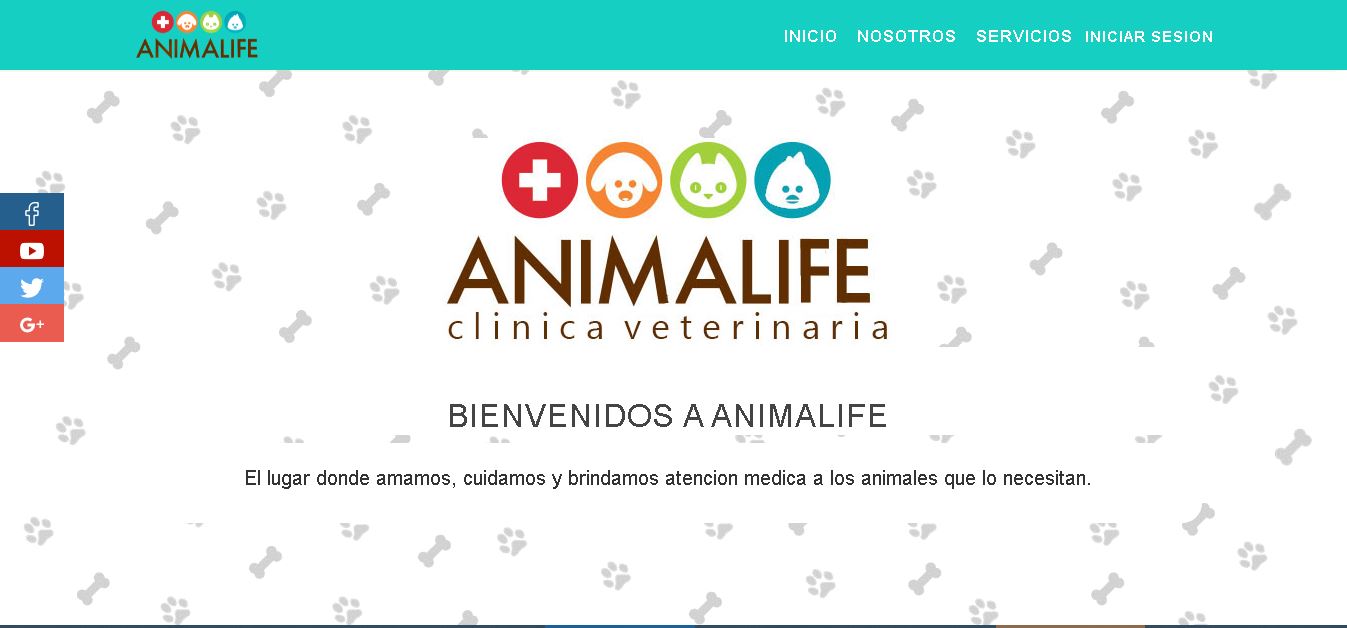 ANIMALIFE
INICIO NOSOTROS SERVICIOS INICIAR SESION
ANIMALIFE
clinica veterinaria
G+
BIENVENIDOS A ANIMALIFE
El lugar donde amamos, cuidamos y brindamos atencion medica a los animales que lo necesitan.